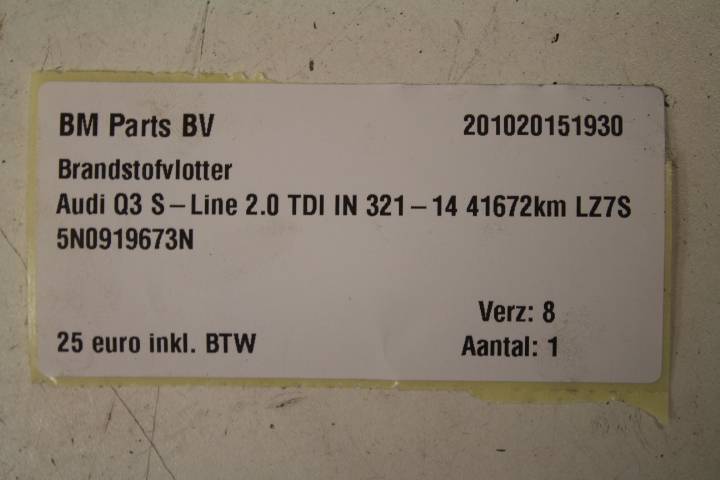 BM Parts BV 201020151930
Brandstofvlotter
Audi Q3 S-Line 2.0 TDI IN 321-14 41672km LZ7S
5N0919673N
Verz: 8
25 euro inkl. BTW Aantal: 1